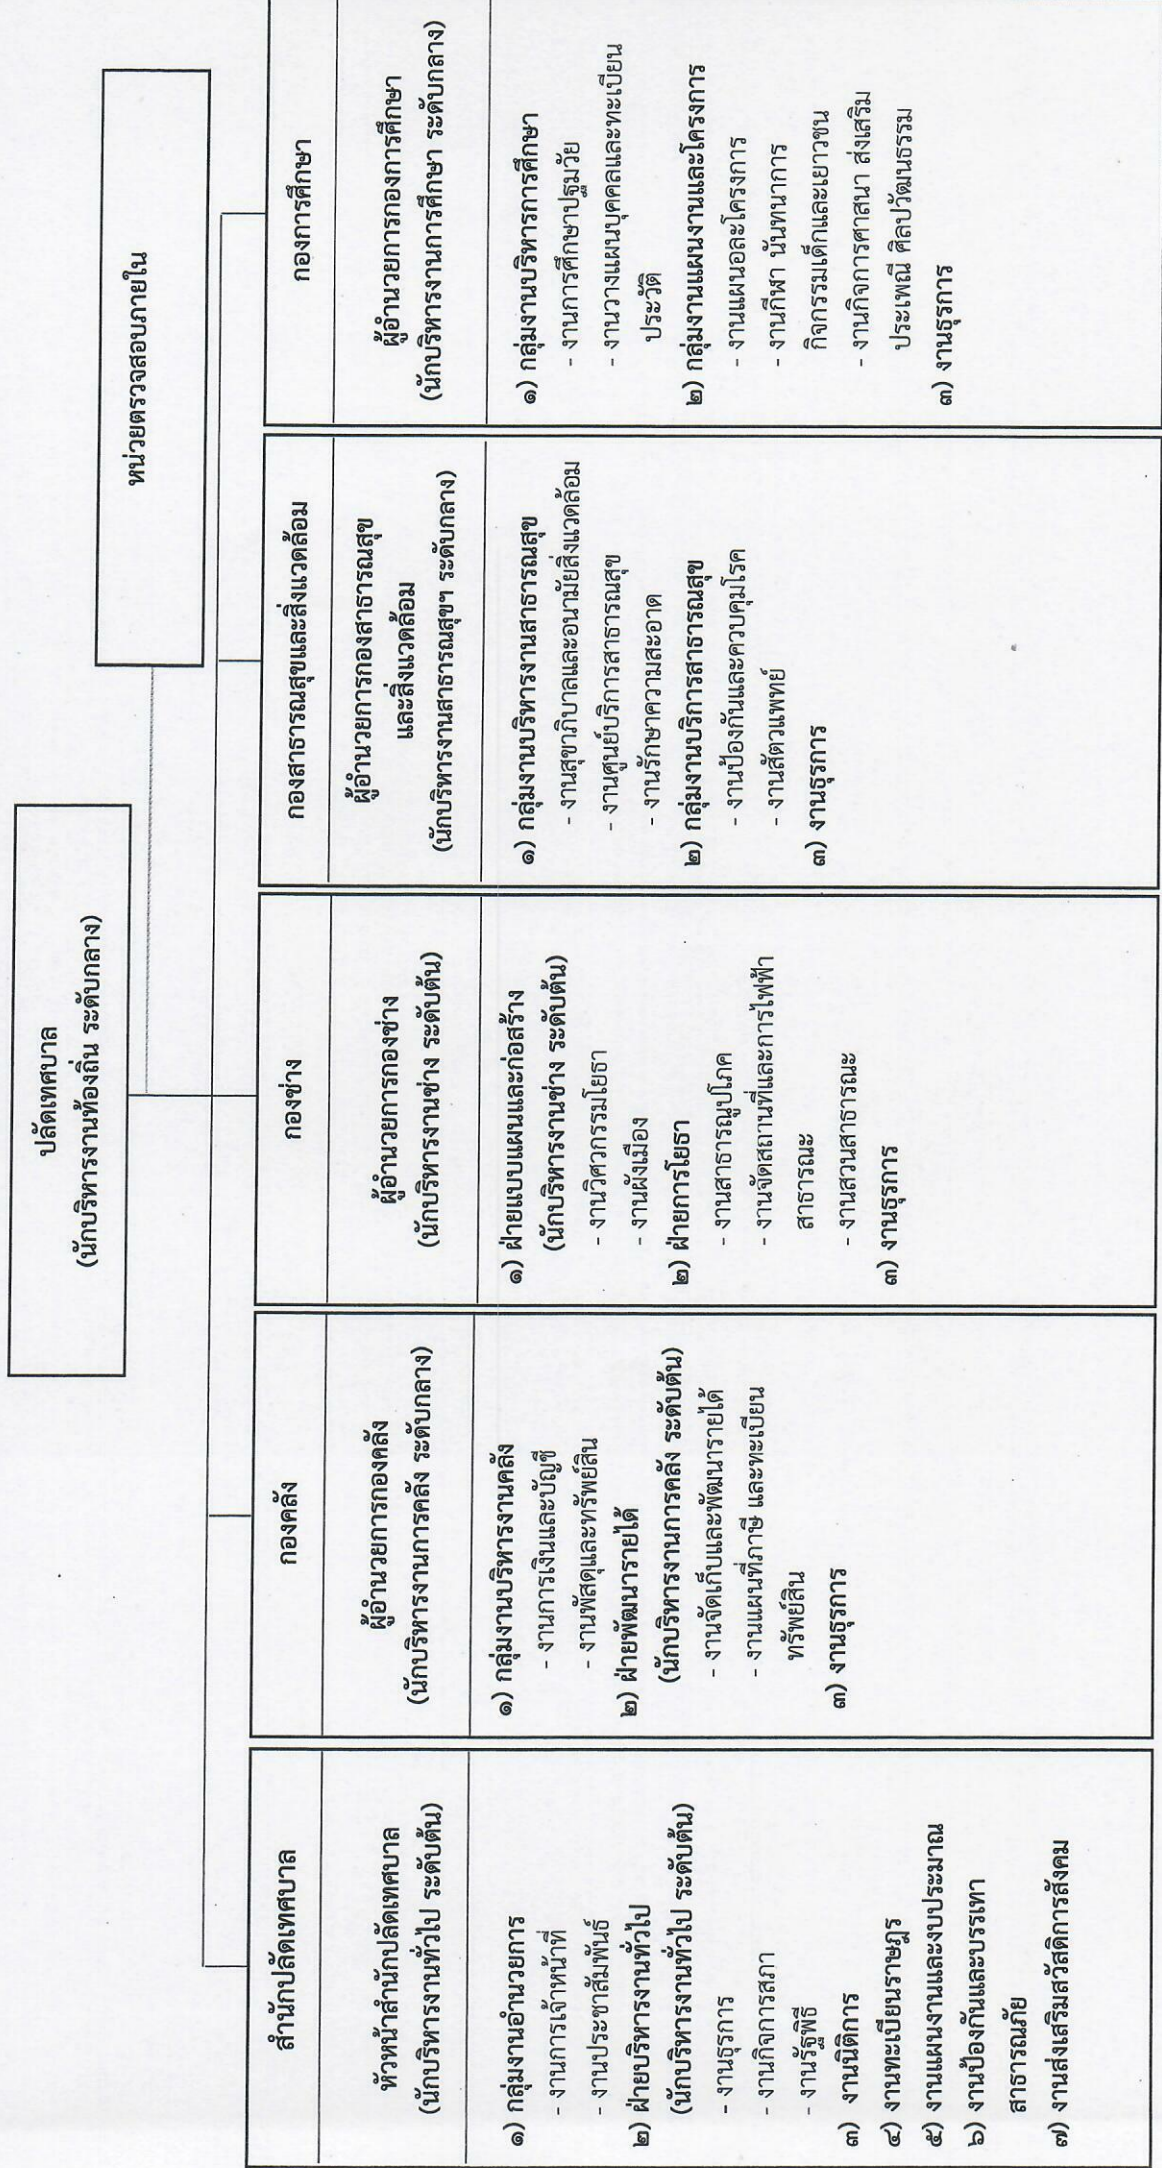 ปลัดเทศบาล
(นักบริหารงานท้องถิ่น ระดับกลาง)
หน่วยตรวจสอบภายใน
สำนักปลัดเทศบาล
หัวหน้าสำนักปลัดเทศบาล
(นักบริหารงานทั่วไป ระดับต้น)
๑) กลุ่มงานอำนวยการ
- งานการเจ้าหน้าที่
- งานประชาสัมพันธ์
๒) ฝ่ายบริหารงานทั่วไป
(นักบริหารงานทั่วไป ระดับต้น)
- งานธุรการ
- งานกิจการสภา
- งานรัฐพิธี
๓) งานนิติการ
๔) งานทะเบียนราษฎร
๕) งานแผนงานและงบประมาณ
๖) งานป้องกันและบรรเทา
สาธารณภัย
๗) งานส่งเสริมสวัสดิการสังคม
กองคลัง
ผู้อำนวยการกองคลัง
(นักบริหารงานการคลัง ระดับกลาง)
๑) กลุ่มงานบริหารงานคลัง
- งานการเงินและบัญชี
- งานพัสดุและทรัพย์สิน
๒) ฝ่ายพัฒนารายได้
(นักบริหารงานการคลัง ระดับต้น)
- งานจัดเก็บและพัฒนารายได้
- งานแผนที่ภาษี และทะเบียน
ทรัพย์สิน
๓) งานธุรการ
กองช่าง
ผู้อำนวยการกองช่าง
(นักบริหารงานช่าง ระดับต้น)
๑) ฝ่ายแบบแผนและก่อสร้าง
(นักบริหารงานช่าง ระดับต้น)
- งานวิศวกรรมโยธา
- งานผังเมือง
๒) ฝ่ายการโยธา
- งานสาธารณูปโภค
- งานจัดสถานที่และการไฟฟ้า
สาธารณะ
- งานสวนสาธารณะ
๓) งานธุรการ
กองสาธารณสุขและสิ่งแวดล้อม
ผู้อำนวยการกองสาธารณสุข
และสิ่งแวดล้อม
(นักบริหารงานสาธารณสุขฯ ระดับกลาง)
๑) กลุ่มงานบริหารงานสาธารณสุข
- งานสุขาภิบาลและอนามัยสิ่งแวดล้อม
- งานศูนย์บริการสาธารณสุข
- งานรักษาความสะอาด
๒) กลุ่มงานบริการสาธารณสุข
- งานป้องกันและควบคุมโรค
- งานสัตวแพทย์
๓) งานธุรการ
กองการศึกษา
ผู้อำนวยการกองการศึกษา
(นักบริหารงานการศึกษา ระดับกลาง)
๑) กลุ่มงานบริหารการศึกษา
- งานการศึกษาปฐมวัย
- งานวางแผนบุคคลและทะเบียน
ประวัติ
๒) กลุ่มงานแผนงานและโครงการ
- งานแผนอละโครงการ
- งานกีฬา นันทนาการ
กิจกรรมเด็กและเยาวชน
- งานกิจการศาสนา ส่งเสริม
ประเพณี ศิลปวัฒนธรรม
๓) งานธุรการ